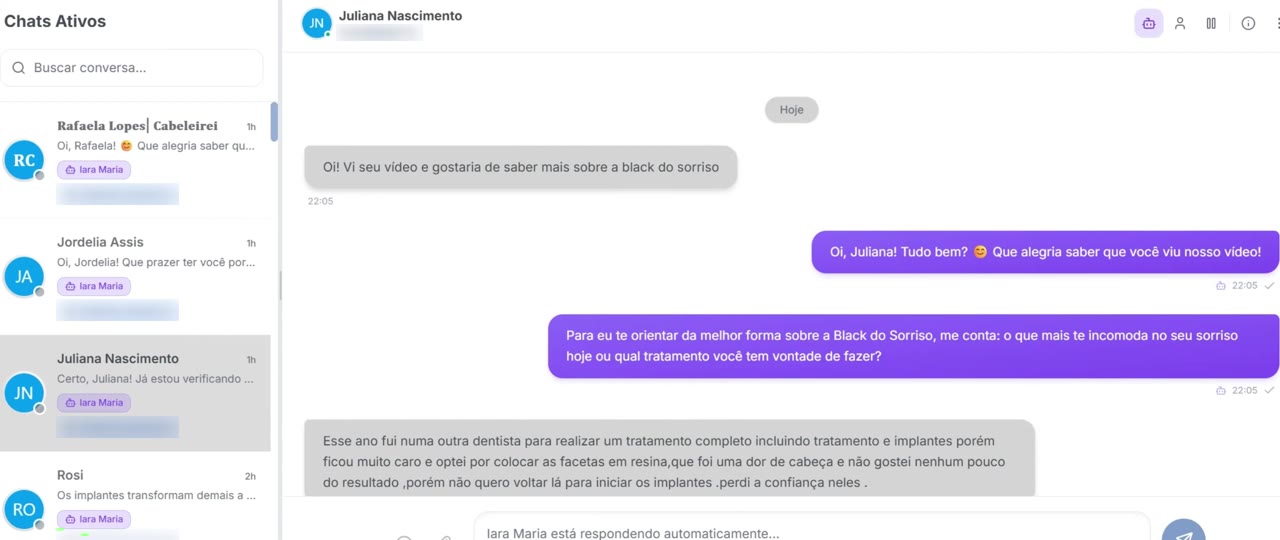 Chats Ativos
Buscar conversa...
RC
Rafaela Lopes| Cabeleirei
1h
Oi, Rafaela! 😊 Que alegria saber qu...
Iara Maria
JA
Jordelia Assis
1h
Oi, Jordelia! Que prazer ter você por...
Iara Maria
JN
Juliana Nascimento
1h
Certo, Juliana! Já estou verificando ...
Iara Maria
RO
Rosi
2h
Os implantes transformam demais a ...
Iara Maria
JN
Juliana Nascimento
Hoje
Oi! Vi seu vídeo e gostaria de saber mais sobre a black do sorriso
22:05
Oi, Juliana! Tudo bem? 😊 Que alegria saber que você viu nosso vídeo!
22:05
Para eu te orientar da melhor forma sobre a Black do Sorriso, me conta: o que mais te incomoda no seu sorriso
hoje ou qual tratamento você tem vontade de fazer?
22:05
Esse ano fui numa outra dentista para realizar um tratamento completo incluindo tratamento e implantes porém
ficou muito caro e optei por colocar as facetas em resina,que foi uma dor de cabeça e não gostei nenhum pouco
do resultado ,porém não quero voltar lá para iniciar os implantes .perdi a confiança neles .
Iara Maria está respondendo automaticamente...